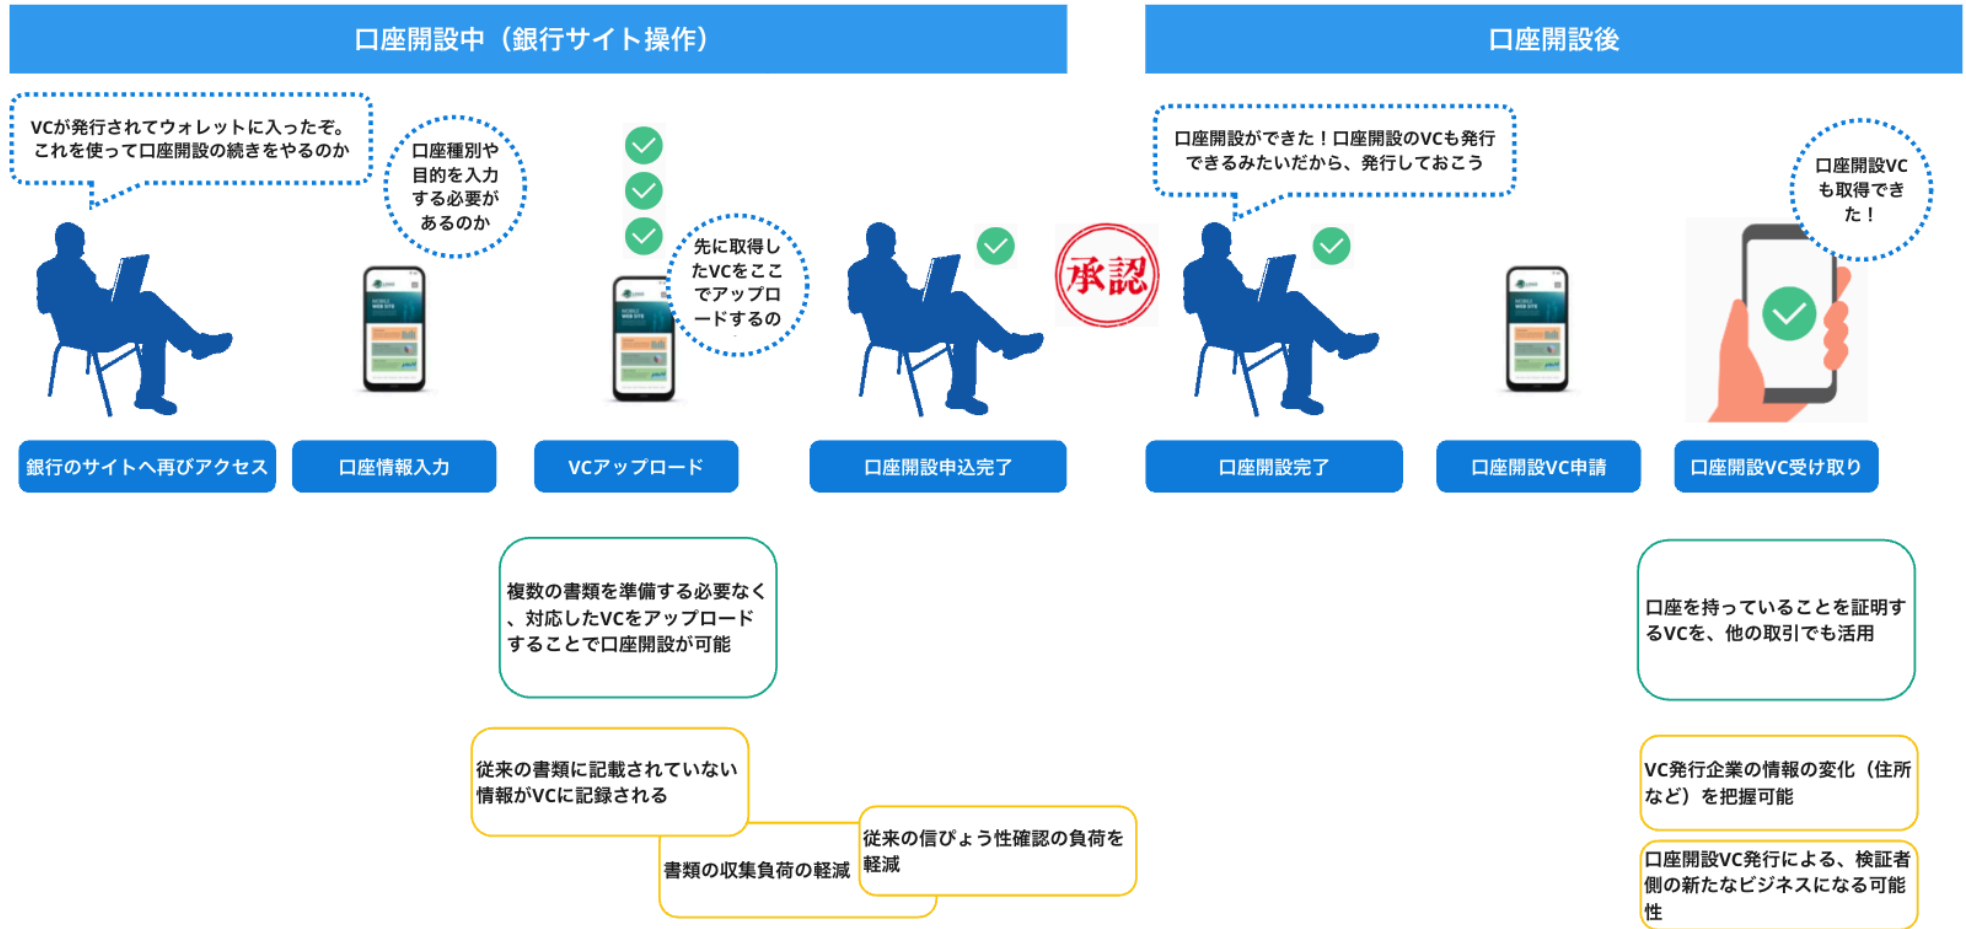 口座開設中（銀行サイト操作）
口座開設後
VCが発行されてウォレットに入ったぞ。
これを使って口座開設の続きをやるのか
口座種別や
目的を入力
する必要が
あるのか
先に取得し
たVCをここ
でアップロ
ードするの
承認
口座開設ができた！口座開設のVCも発行
できるみたいだから、発行しておこう
口座開設VC
も取得でき
た！
MOBILE
WEB SITE
MOBILE
WEB SITE
MOBILE
WEB SITE
銀行のサイトへ再びアクセス
口座情報入力
VCアップロード
口座開設申込完了
口座開設完了
口座開設VC申請
口座開設VC受け取り
複数の書類を準備する必要なく
、対応したVCをアップロード
することで口座開設が可能
口座を持っていることを証明す
るVCを、他の取引でも活用
従来の書類に記載されていない
情報がVCに記録される
書類の収集負荷の軽減
従来の信ぴょう性確認の負荷を
軽減
VC発行企業の情報の変化（住所
など）を把握可能
口座開設VC発行による、検証者
側の新たなビジネスになる可能
性